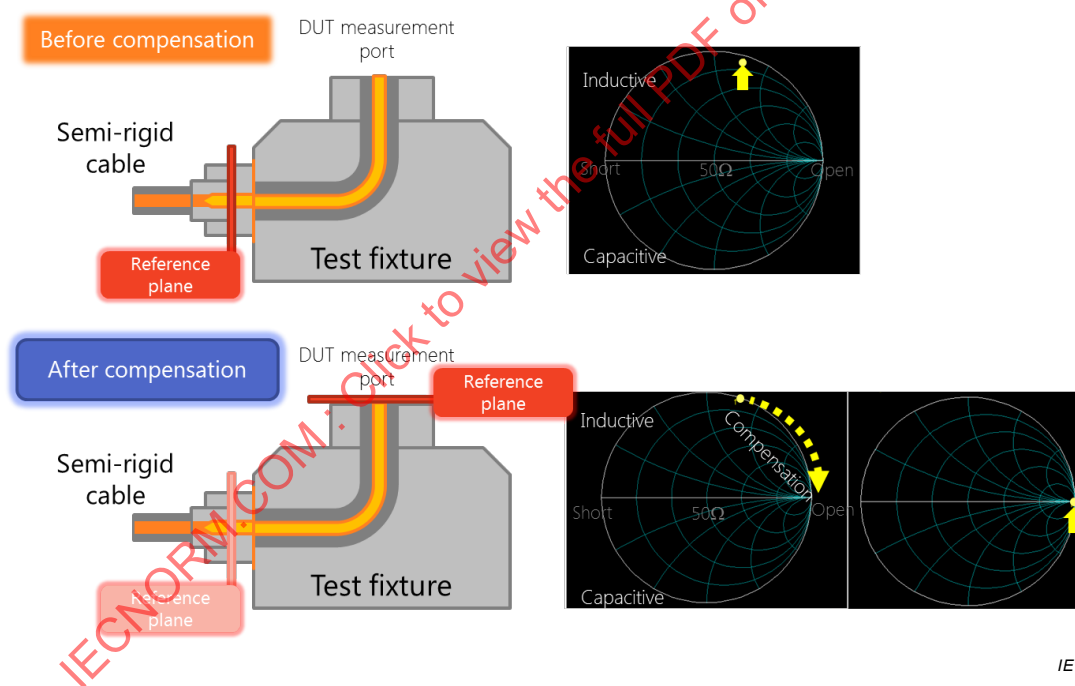 Before compensation
DUT measurement
port
Semi-rigid
cable
Reference
plane
Test fixture
Inductive
Short
50Ω
Open
Capacitive
After compensation
DUT measurement
port
Reference
plane
Semi-rigid
cable
Reference
plane
Test fixture
Inductive
Compensation
Short
50Ω
Open
Capacitive
IECNORM.COM : Click to view the full PDF of
IE